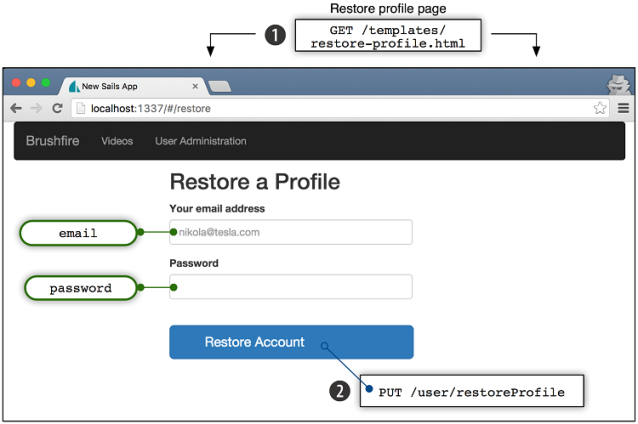 Restore profile page
1
GET /templates/
restore-profile.html
New Sails App
localhost:1337/#/restore
Brushfire
Videos
User Administration
Restore a Profile
Your email address
email
nikola@tesla.com
Password
password
Restore Account
2
PUT /user/restoreProfile